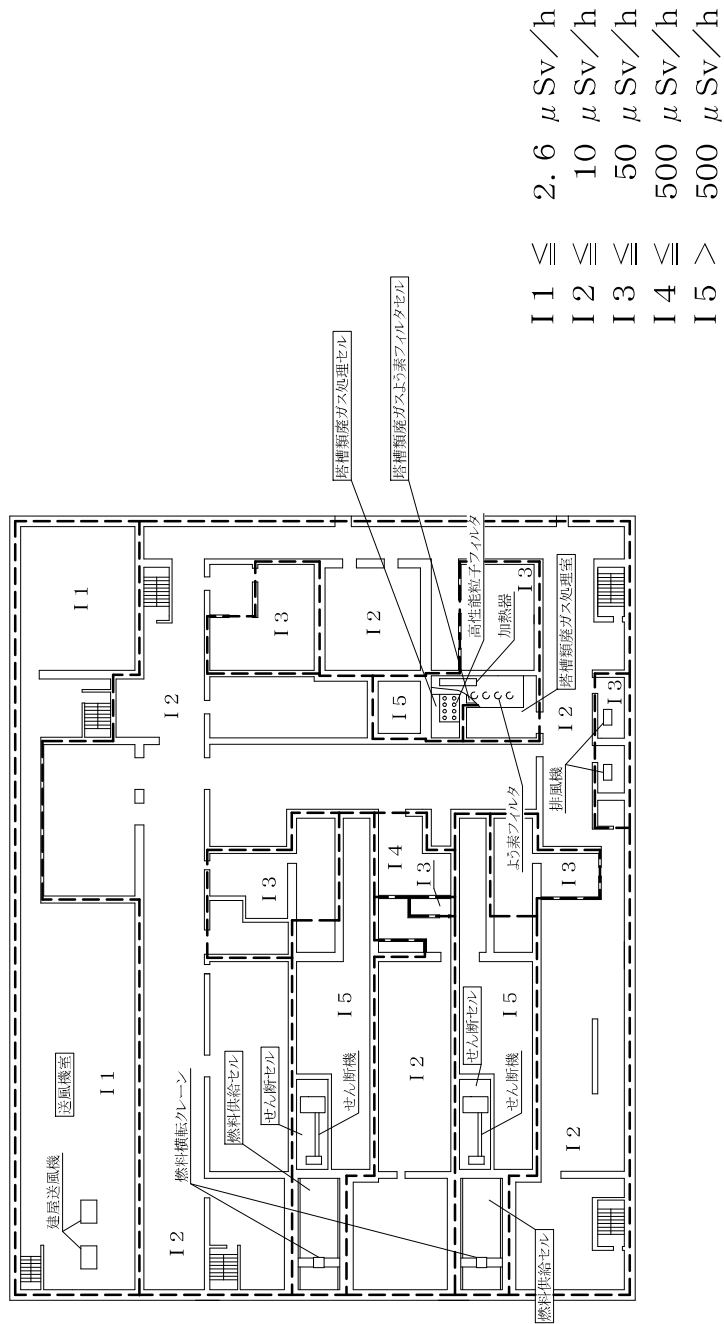 送風機室
建屋送風機
I1
I1
I2
I2
燃料横転クレーン
燃料供給セル
せん断セル
せん断機
I5
I3
I3
I2
I5
塔槽類廃ガス処理セル
塔槽類廃ガスよう素フィルタセル
高性能粒子フィルタ
加熱器
I3
塔槽類廃ガス処理室
I4
I3
I2
せん断セル
せん断機
I5
よう素フィルタ
排風機
I2
I3
I3
I2
燃料供給セル
I1 ≦ 2.6 μSv/h
I2 ≦ 10 μSv/h
I3 ≦ 50 μSv/h
I4 ≦ 500 μSv/h
I5 > 500 μSv/h